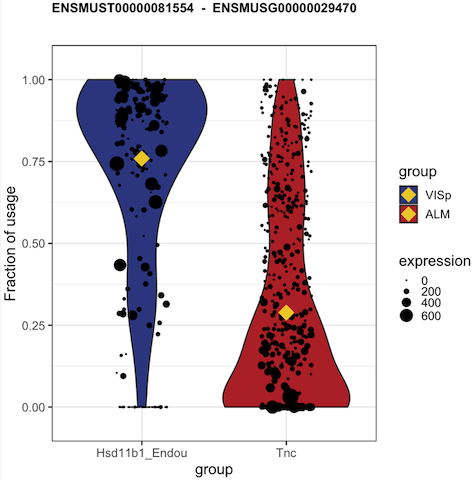 ENSMUST00000081554 - ENSMUSG00000029470
1.00
0.75
0.50
0.25
0.00
Fraction of usage
Hsd11b1_Endou
Tnc
group
group
VISp
ALM
expression
0
200
400
600